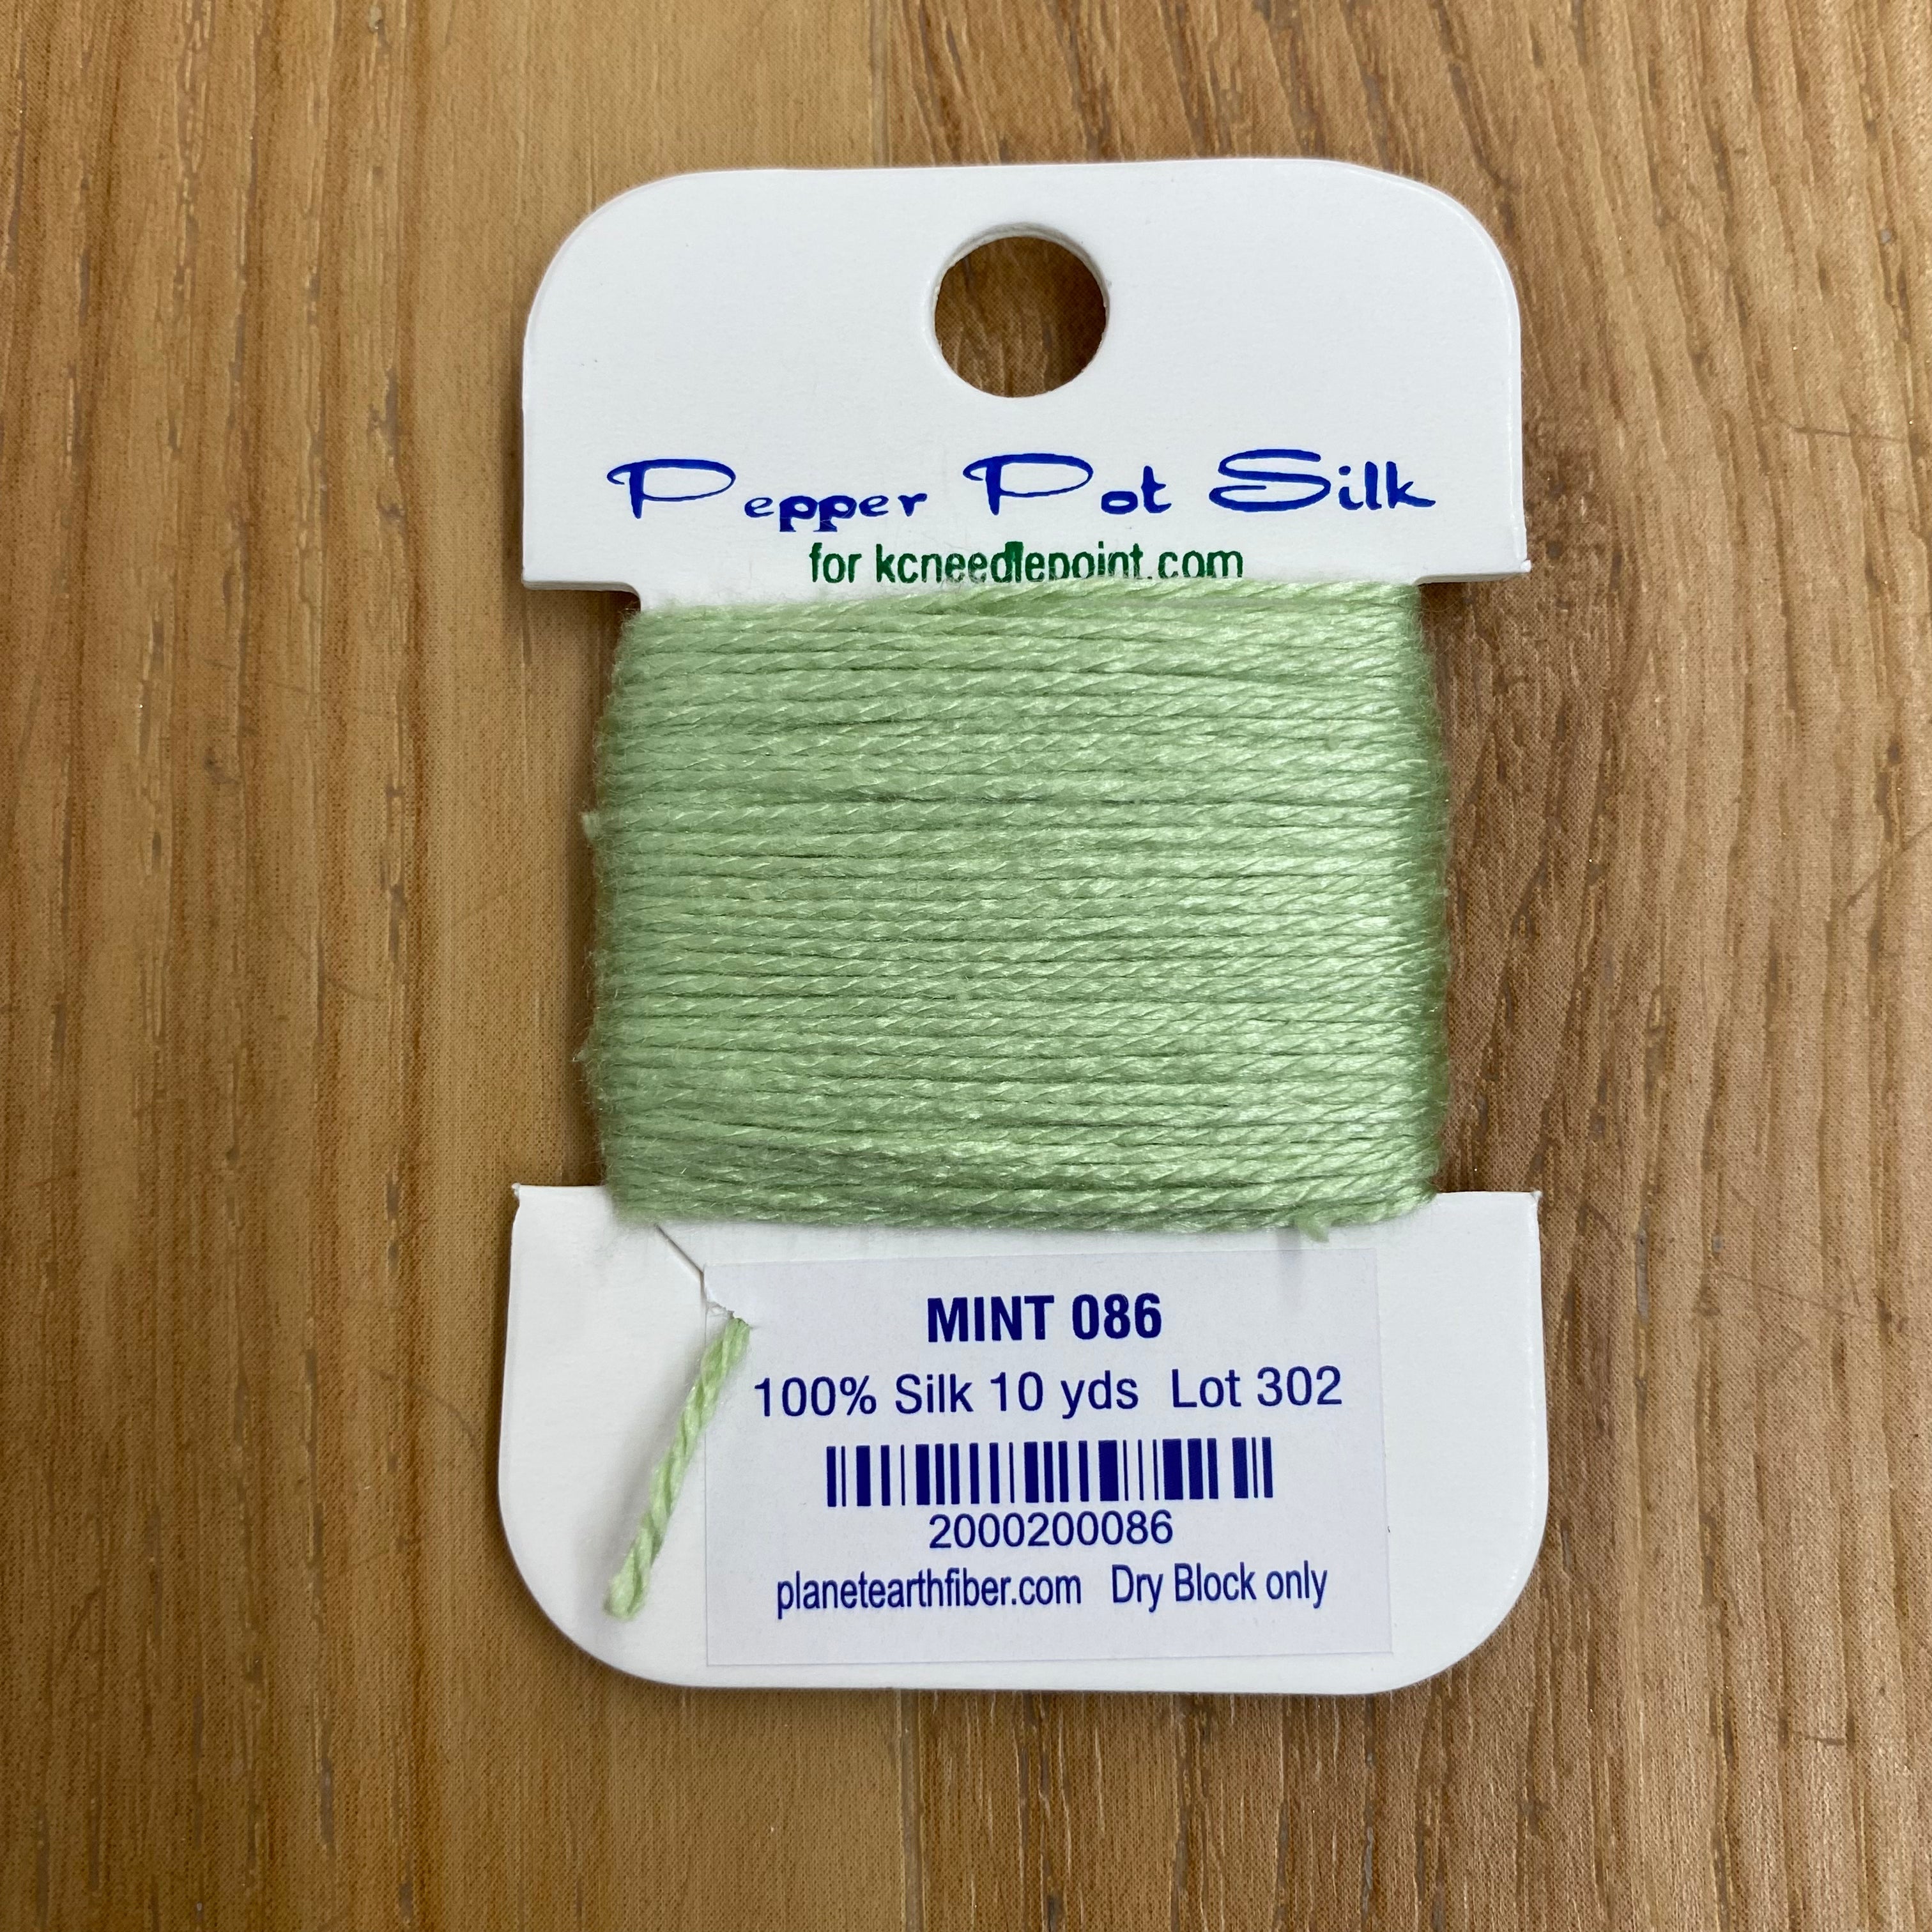 Pepper Pot Silk
for kcneedlepoint.com
MINT 086
100% Silk 10 yds Lot 302
2000200086
planetearthfiber.com Dry Block only